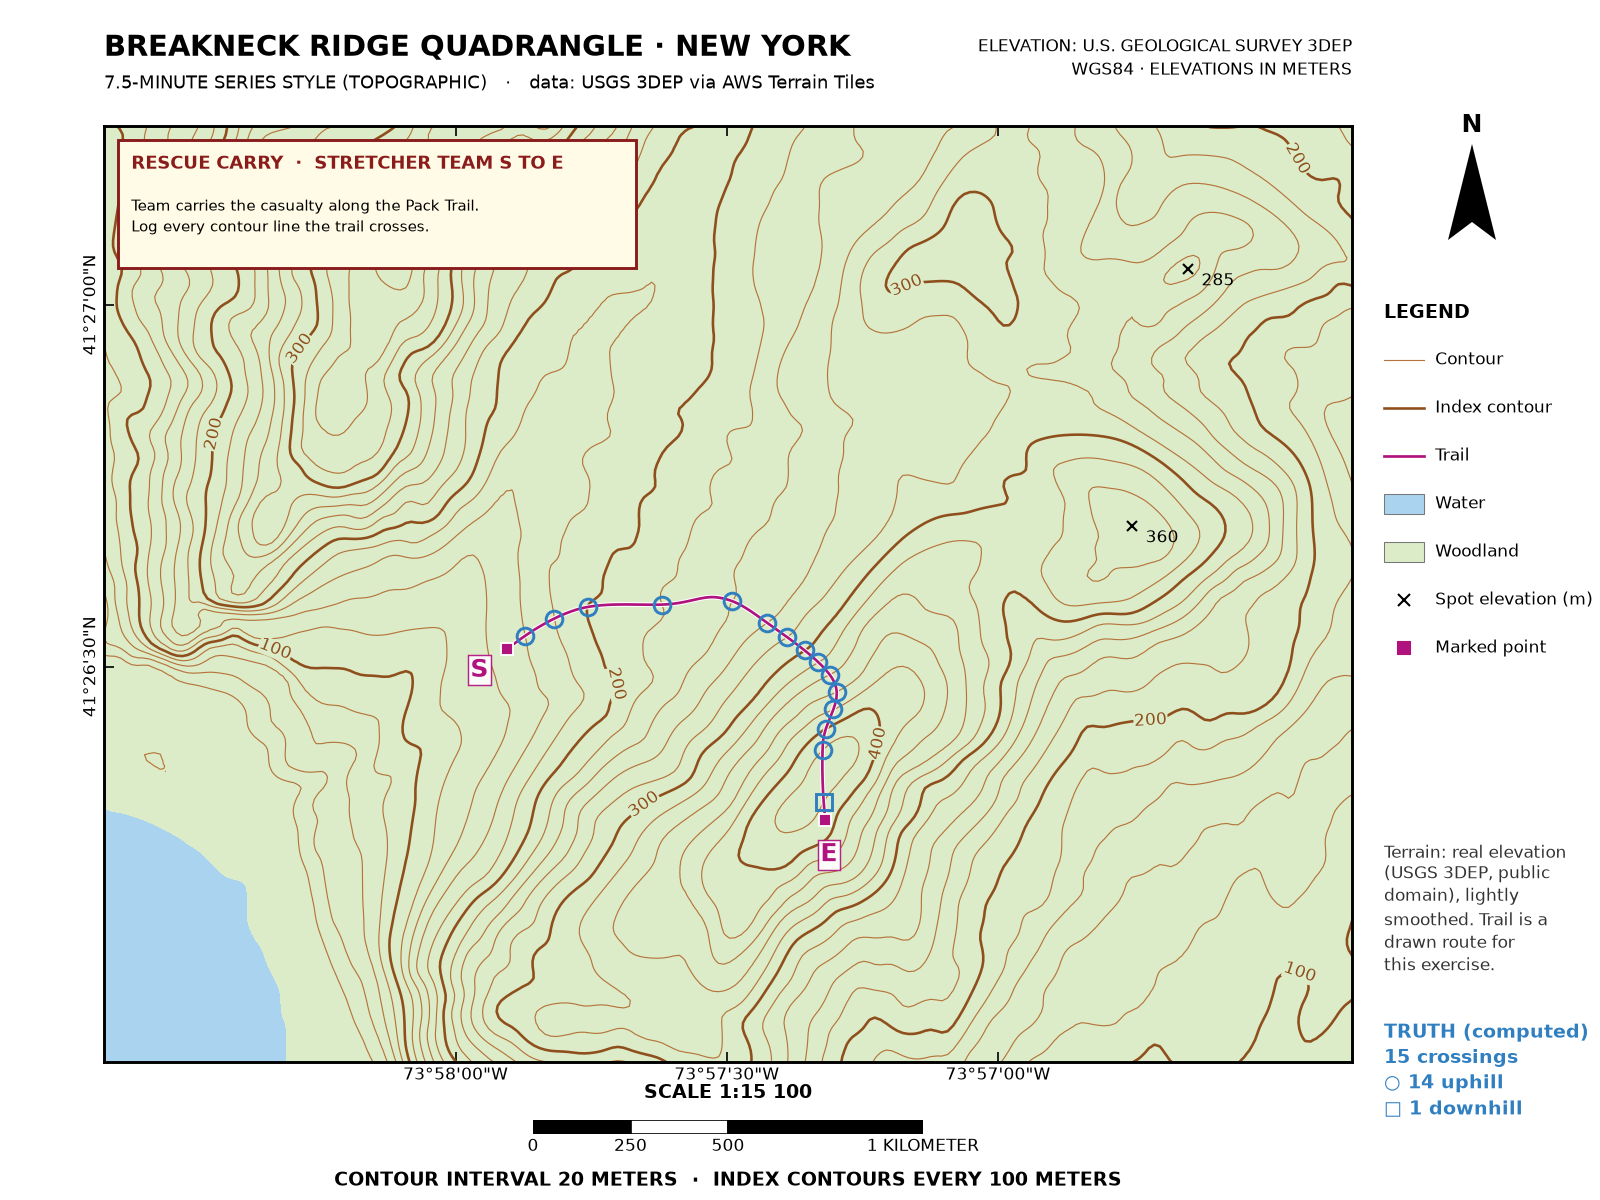 BREAKNECK RIDGE QUADRANGLE · NEW YORK
7.5-MINUTE SERIES STYLE (TOPOGRAPHIC) · data: USGS 3DEP via AWS Terrain Tiles
ELEVATION: U.S. GEOLOGICAL SURVEY 3DEP
WGS84 · ELEVATIONS IN METERS
RESCUE CARRY · STRETCHER TEAM S TO E
Team carries the casualty along the Pack Trail.
Log every contour line the trail crosses.
N
200
300
285
41°27'00"N
300
200
360
41°26'30"N
100
S
200
200
400
300
E
100
LEGEND
Contour
Index contour
Trail
Water
Woodland
Spot elevation (m)
Marked point
Terrain: real elevation
(USGS 3DEP, public
domain), lightly
smoothed. Trail is a
drawn route for
this exercise.
TRUTH (computed)
15 crossings
○ 14 uphill
□ 1 downhill
73°58'00"W
73°57'30"W
73°57'00"W
SCALE 1:15 100
0 250 500 1 KILOMETER
CONTOUR INTERVAL 20 METERS · INDEX CONTOURS EVERY 100 METERS